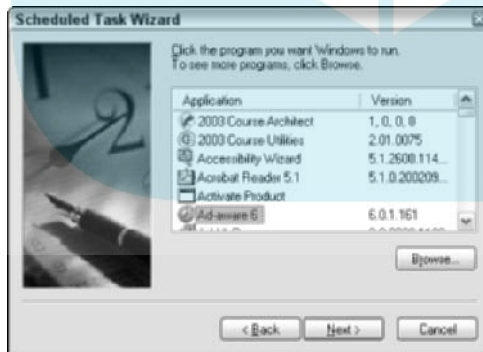 Scheduled Task Wizard
Click the program you want Windows to run.
To see more programs, click Browse.
Application Version
2003 Course Architect 1, 0, 0, 8
2003 Course Utilities 2.01.0075
Accessibility Wizard 5.1.2600.114...
Acrobat Reader 5.1 5.1.0.200209...
Activate Product
Ad-aware 6 6.0.1.161
Browse...
< Back Next > Cancel